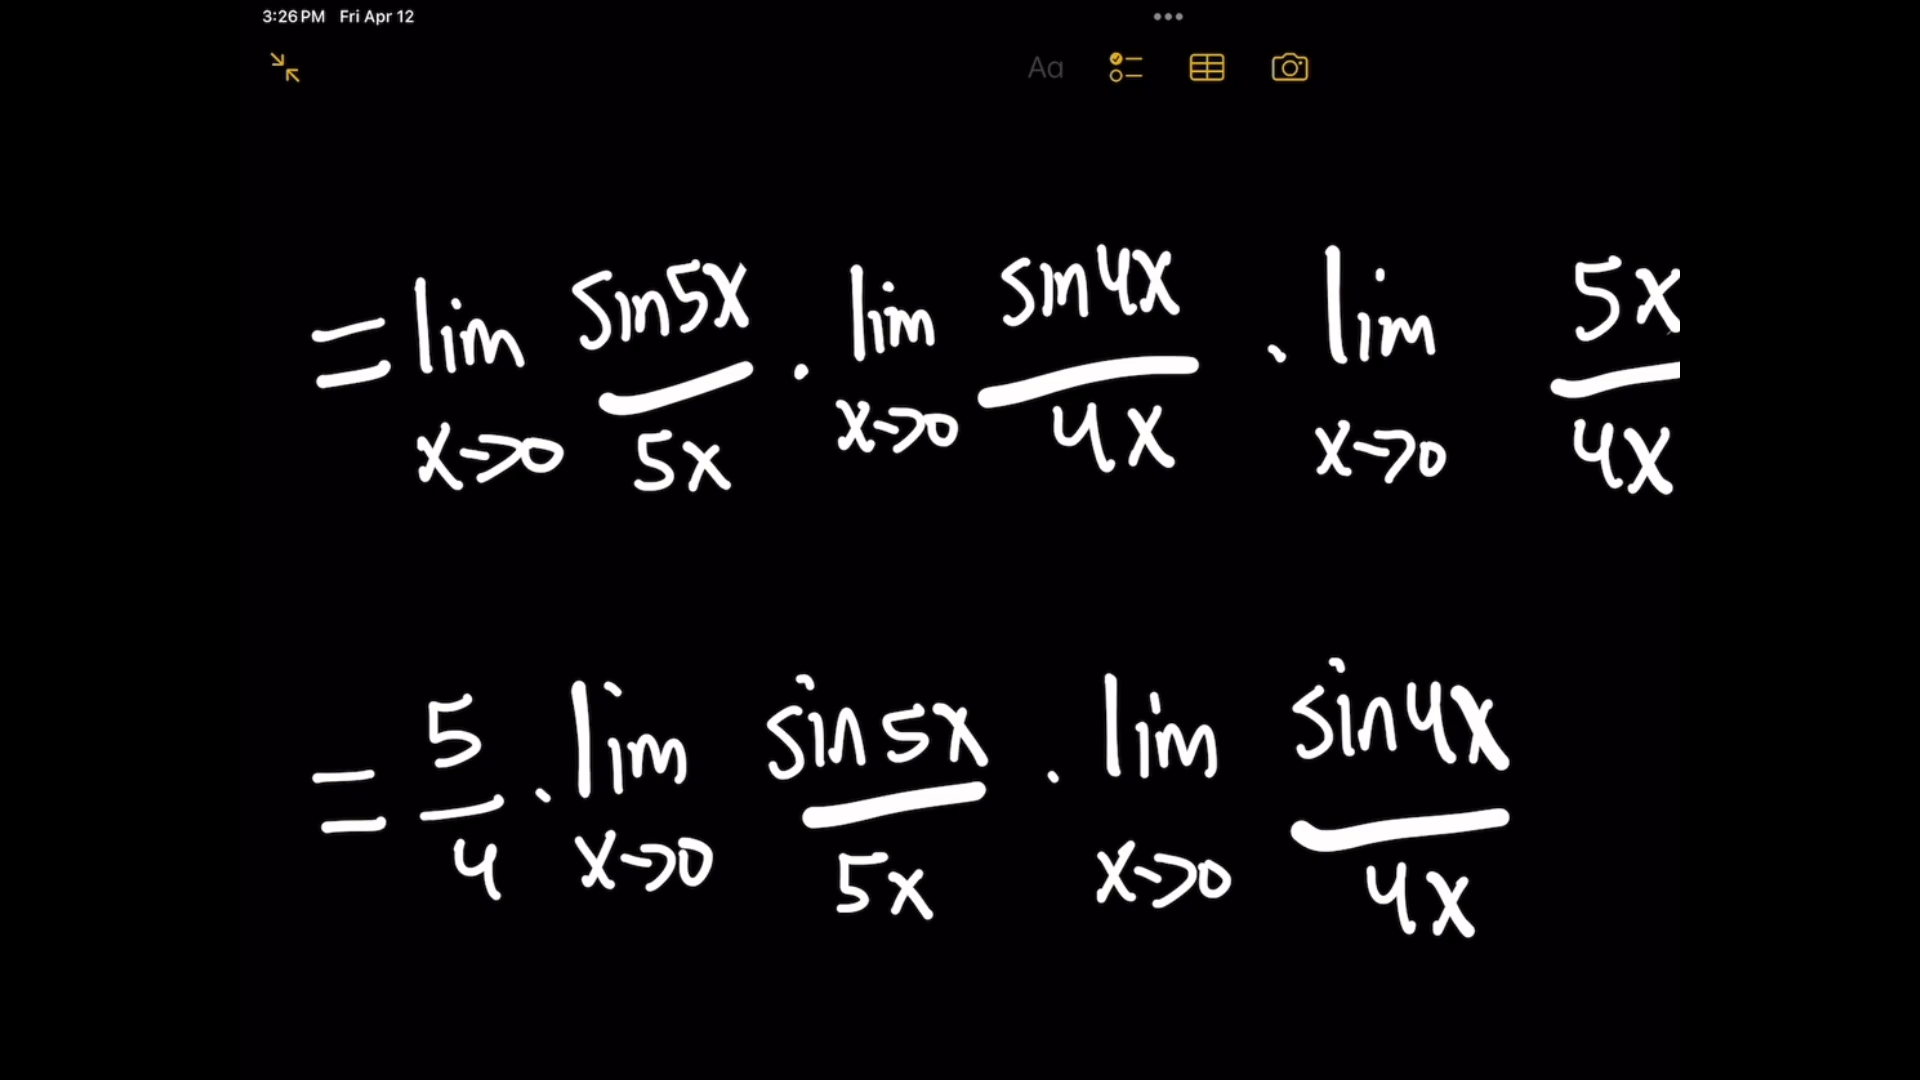 3:26 PM Fri Apr 12
Aa
= lim x->0 sin5x/5x . lim x->0 sin4x/4x . lim x->0 5x/4x
= 5/4 . lim x->0 sin5x/5x . lim x->0 sin4x/4x